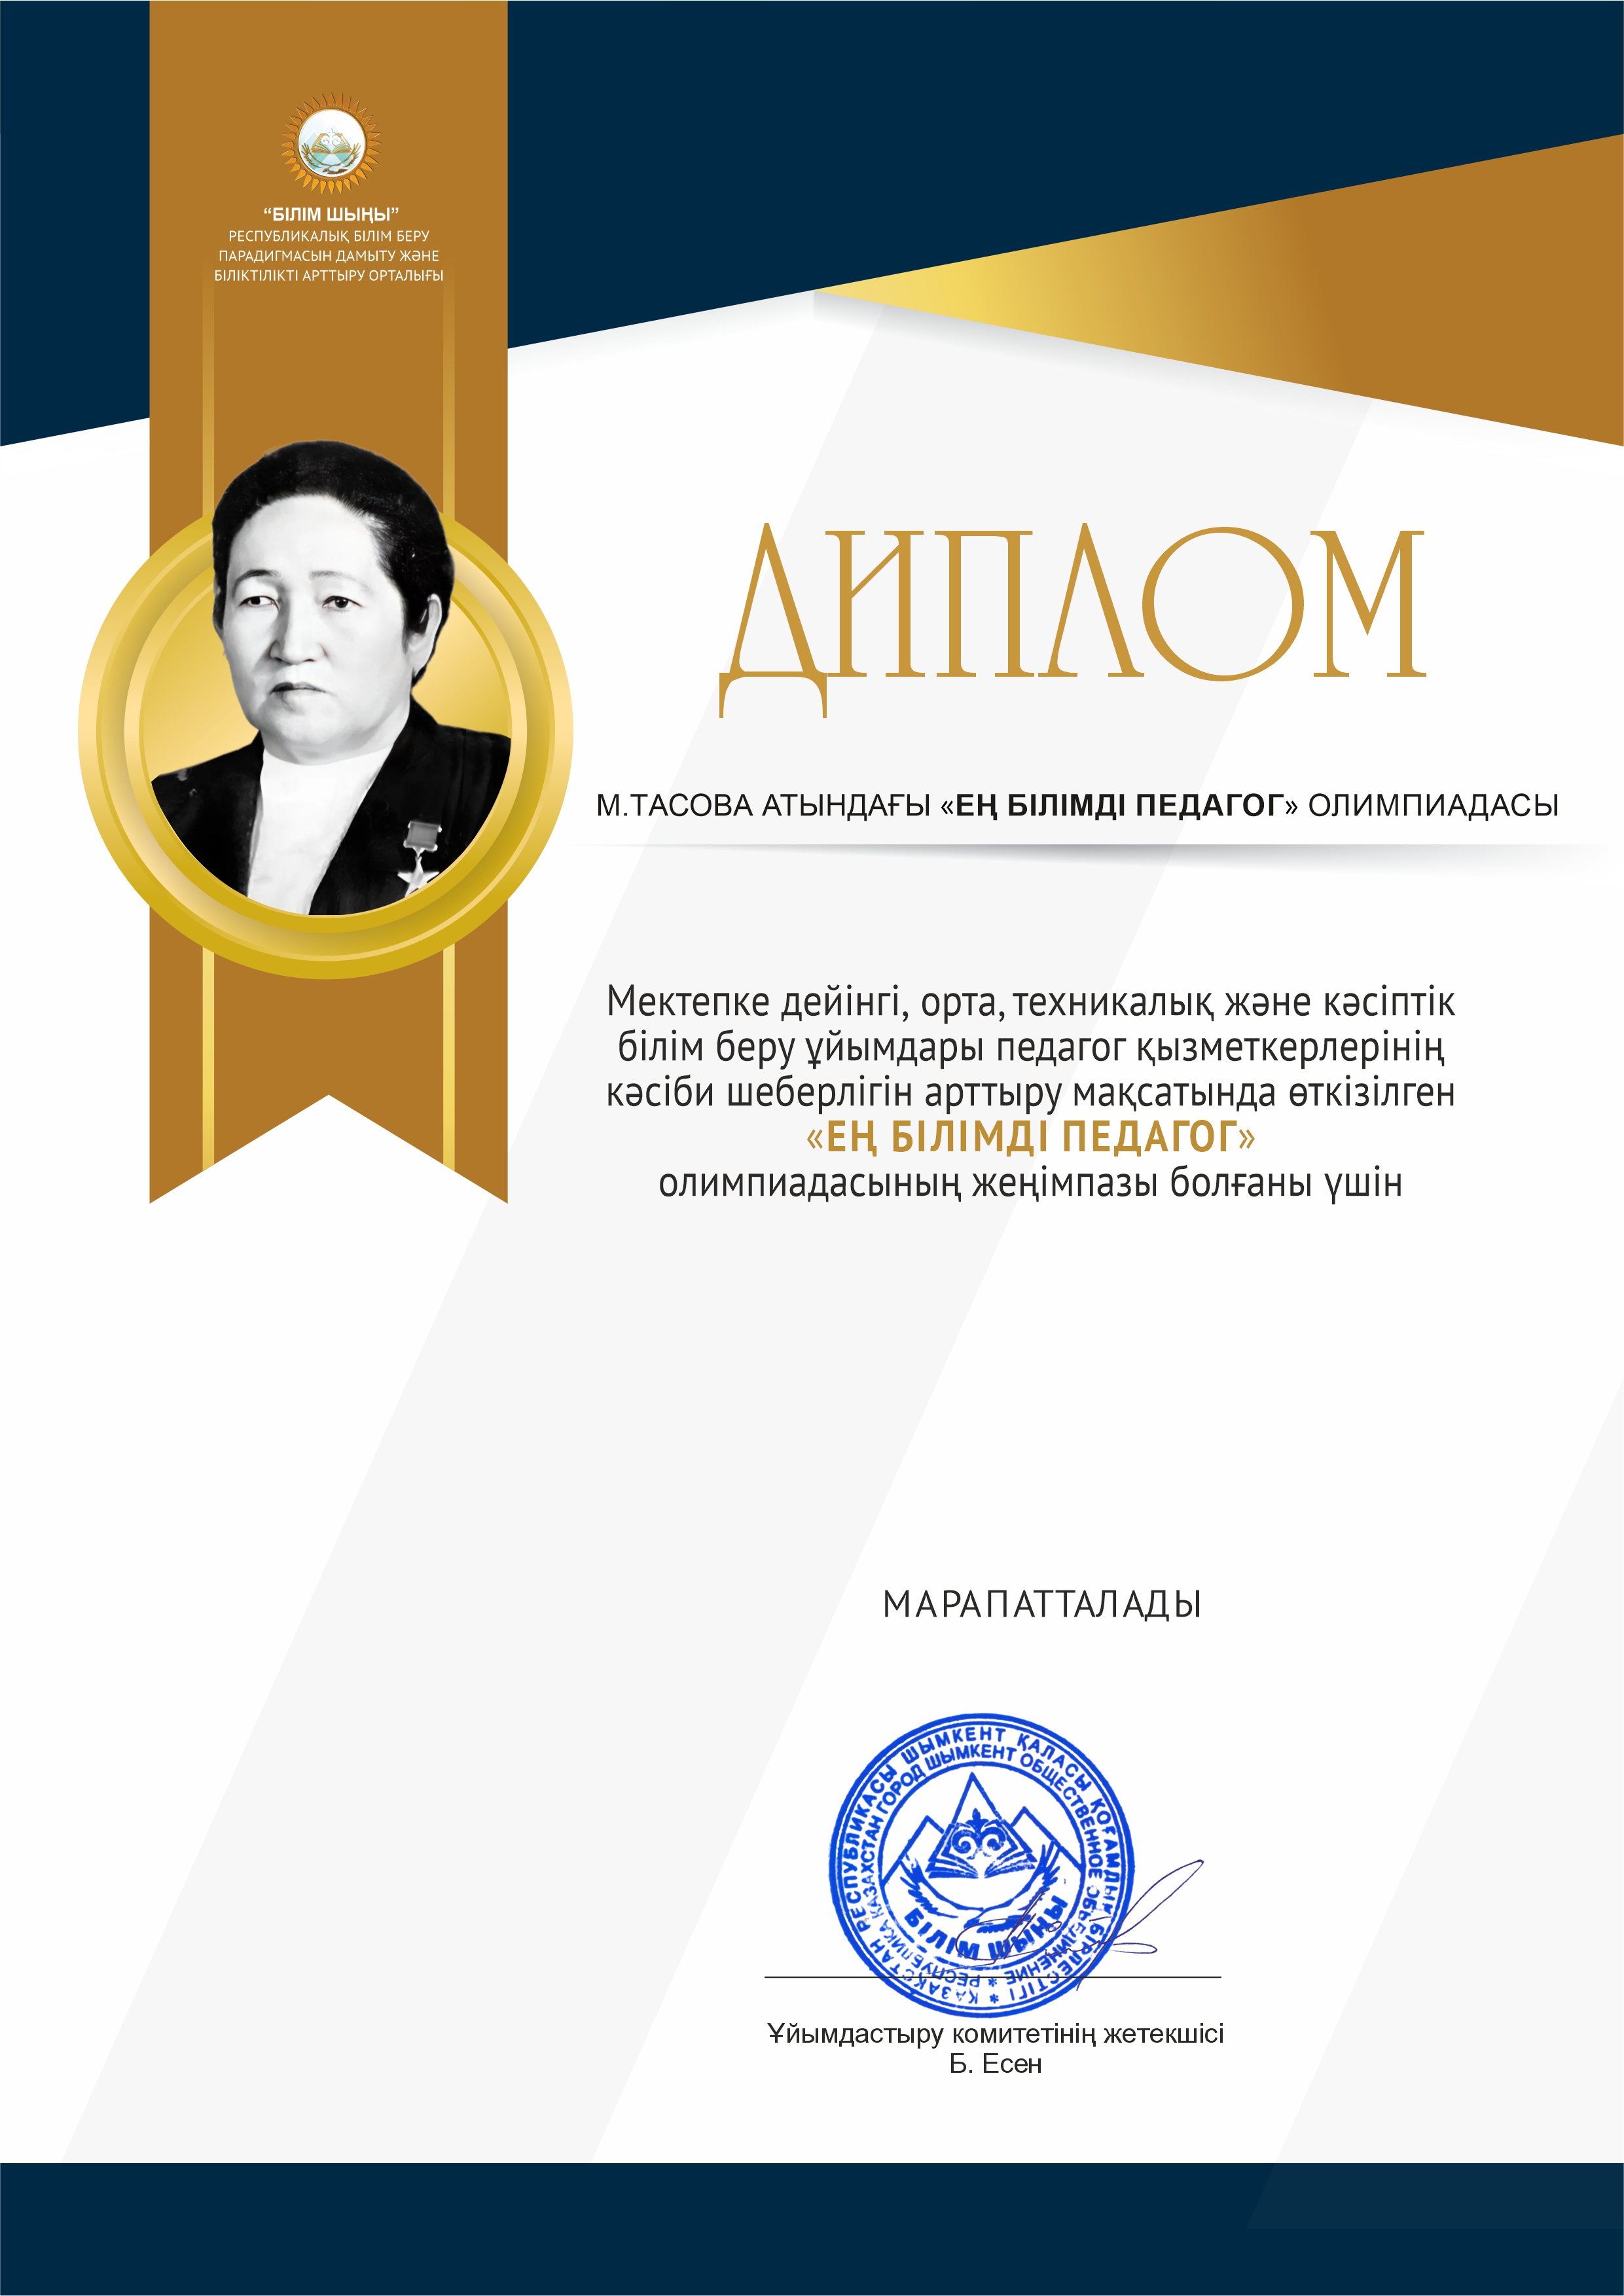 “БІЛІМ ШЫҢЫ”
РЕСПУБЛИКАЛЫҚ БІЛІМ БЕРУ
ПАРАДИГМАСЫН ДАМЫТУ ЖӘНЕ
БІЛІКТІЛІКТІ АРТТЫРУ ОРТАЛЫҒЫ
ДИПЛОМ
М.ТАСОВА АТЫНДАҒЫ «ЕҢ БІЛІМДІ ПЕДАГОГ» ОЛИМПИАДАСЫ
Мектепке дейінгі, орта, техникалық және кәсіптік
білім беру ұйымдары педагог қызметкерлерінің
кәсіби шеберлігін арттыру мақсатында өткізілген
«ЕҢ БІЛІМДІ ПЕДАГОГ»
олимпиадасының жеңімпазы болғаны үшін
МАРАПАТТАЛАДЫ
ҚАЗАҚСТАН РЕСПУБЛИКАСЫ ШЫМКЕНТ ҚАЛАСЫ ҚОҒАМДЫҚ БІРЛЕСТІГІ *
РЕСПУБЛИКА КАЗАХСТАН ГОРОД ШЫМКЕНТ ОБЩЕСТВЕННОЕ ОБЪЕДИНЕНИЕ *
БІЛІМ ШЫҢЫ
Ұйымдастыру комитетінің жетекшісі
Б. Есен